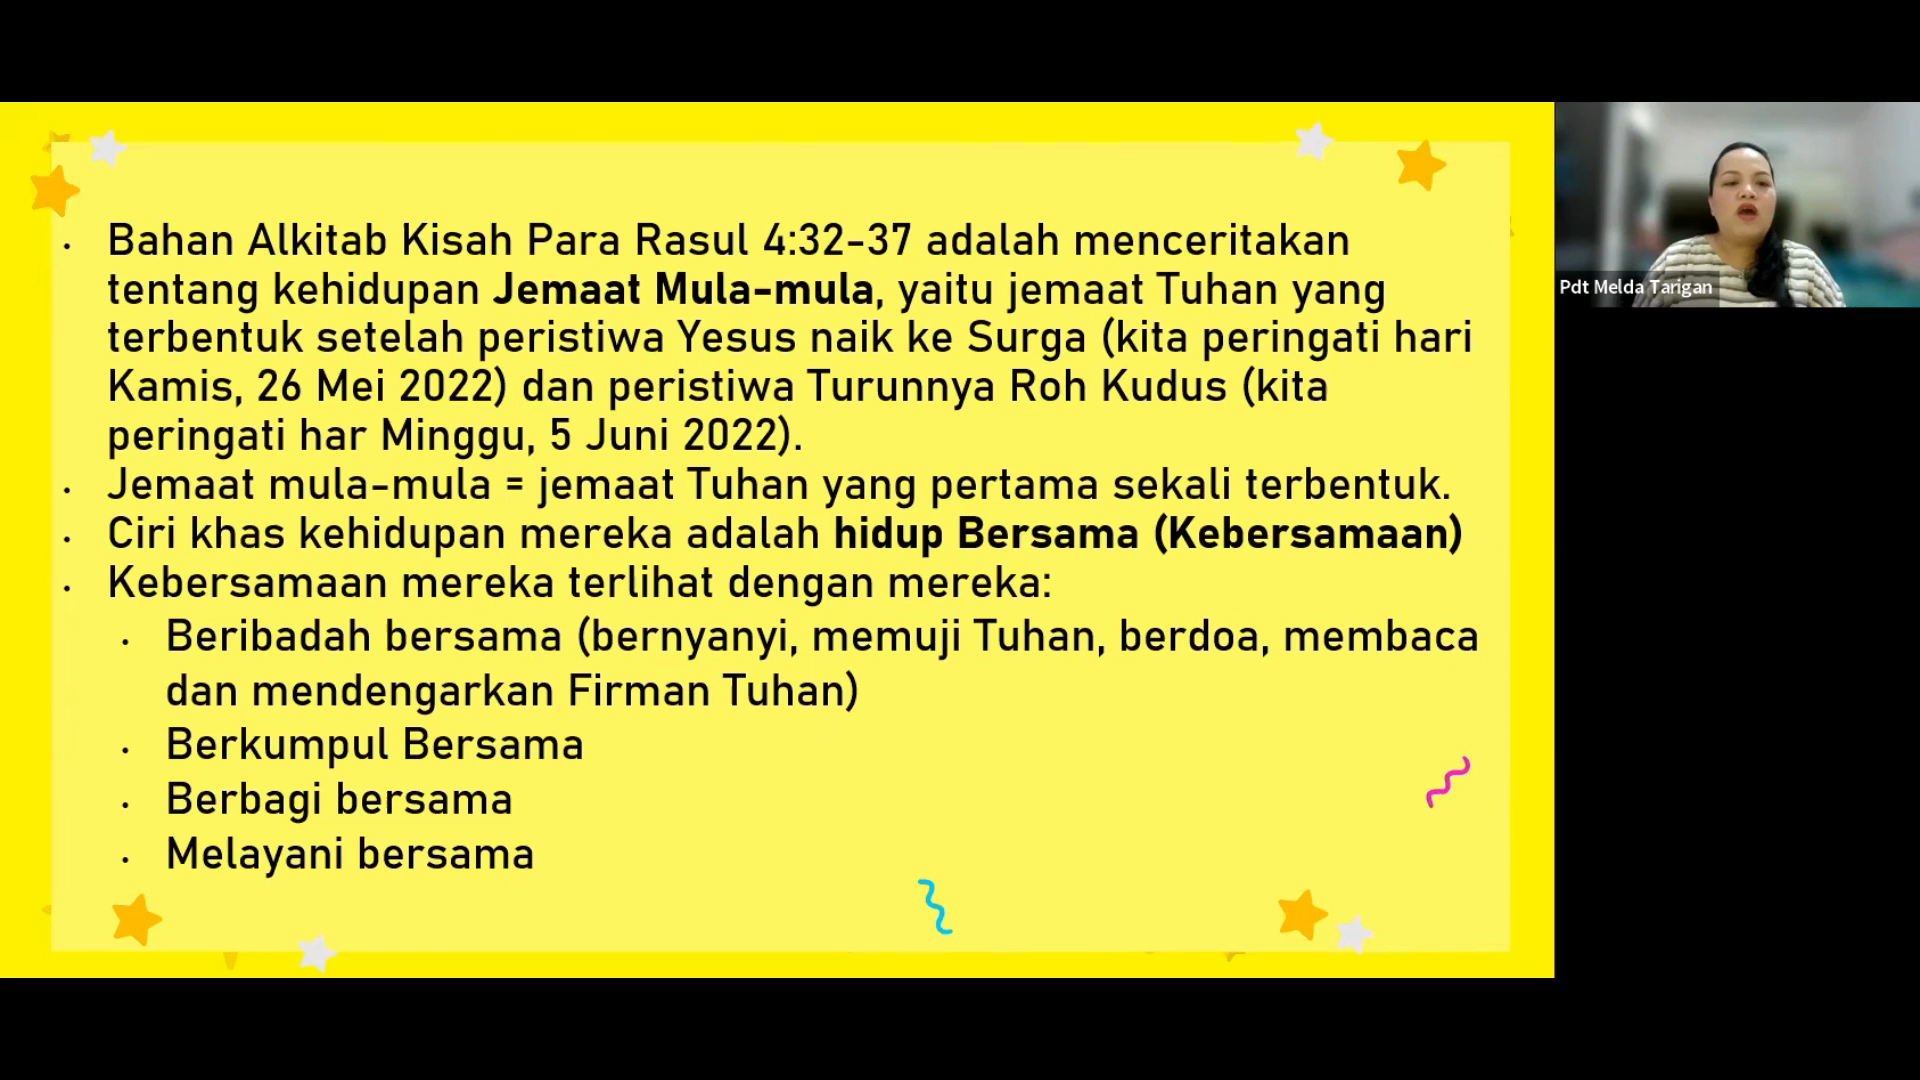 • Bahan Alkitab Kisah Para Rasul 4:32-37 adalah menceritakan
tentang kehidupan Jemaat Mula-mula, yaitu jemaat Tuhan yang
terbentuk setelah peristiwa Yesus naik ke Surga (kita peringati hari
Kamis, 26 Mei 2022) dan peristiwa Turunnya Roh Kudus (kita
peringati har Minggu, 5 Juni 2022).
• Jemaat mula-mula = jemaat Tuhan yang pertama sekali terbentuk.
• Ciri khas kehidupan mereka adalah hidup Bersama (Kebersamaan)
• Kebersamaan mereka terlihat dengan mereka:
• Beribadah bersama (bernyanyi, memuji Tuhan, berdoa, membaca
dan mendengarkan Firman Tuhan)
• Berkumpul Bersama
• Berbagi bersama
• Melayani bersama
Pdt Melda Tarigan